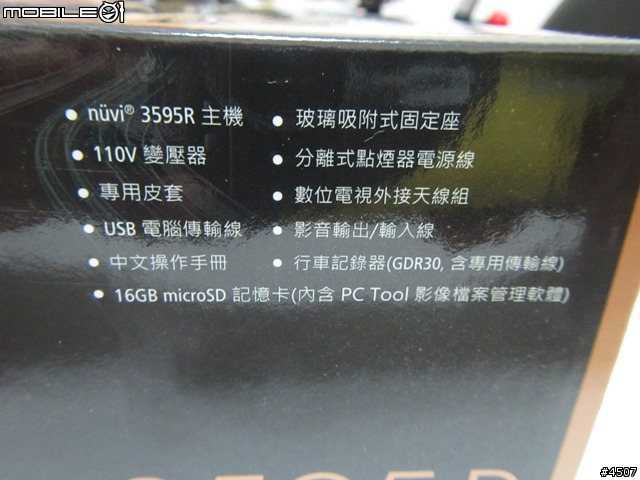 MOBILE01
• nüvi® 3595R 主機 • 玻璃吸附式固定座
• 110V 變壓器 • 分離式點煙器電源線
• 專用皮套 • 數位電視外接天線組
• USB 電腦傳輸線 • 影音輸出/輸入線
• 中文操作手冊 • 行車記錄器(GDR30, 含專用傳輸線)
• 16GB microSD 記憶卡(內含 PC Tool 影像檔案管理軟體)
3595R
#4507